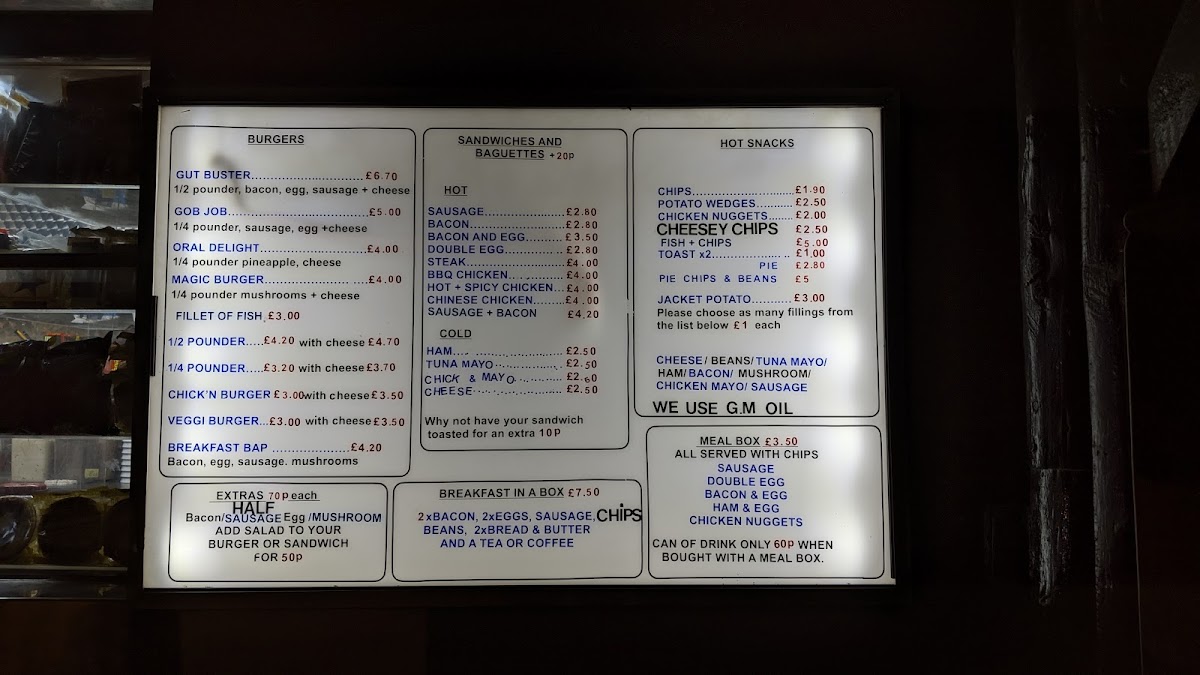 BURGERS
GUT BUSTER............................£6.70
1/2 pounder, bacon, egg, sausage + cheese
GOB JOB...................................£5.00
1/4 pounder, sausage, egg +cheese
ORAL DELIGHT..........................£4.00
1/4 pounder pineapple, cheese
MAGIC BURGER..........................£4.00
1/4 pounder mushrooms + cheese
FILLET OF FISH.£3.00
1/2 POUNDER.....£4.20 with cheese £4.70
1/4 POUNDER.....£3.20 with cheese £3.70
CHICK'N BURGER £3.00with cheese £3.50
VEGGI BURGER...£3.00 with cheese £3.50
BREAKFAST BAP ....................£4.20
Bacon, egg, sausage. mushrooms
SANDWICHES AND
BAGUETTES +20p
HOT
SAUSAGE....................£2.80
BACON........................£2.80
BACON AND EGG.........£3.50
DOUBLE EGG...............£2.80
STEAK.........................£4.00
BBQ CHICKEN..............£4.00
HOT + SPICY CHICKEN...£4.00
CHINESE CHICKEN........£4.00
SAUSAGE + BACON £4.20
COLD
HAM.... .....................£2.50
TUNA MAYO.................£2.50
CHICK & MAYO............£2.60
CHEESE......................£2.50
Why not have your sandwich
toasted for an extra 10p
HOT SNACKS
CHIPS..........................£1.90
POTATO WEDGES..........£2.50
CHICKEN NUGGETS.......£2.00
CHEESEY CHIPS £2.50
FISH + CHIPS £5.00
TOAST x2................. ..£1.00
PIE £2.80
PIE CHIPS & BEANS £5
JACKET POTATO...........£3.00
Please choose as many fillings from
the list below £1 each
CHEESE/ BEANS/ TUNA MAYO/
HAM/ BACON/ MUSHROOM/
CHICKEN MAYO/ SAUSAGE
WE USE G.M OIL
EXTRAS 70p each
HALF
Bacon/SAUSAGE Egg /MUSHROOM
ADD SALAD TO YOUR
BURGER OR SANDWICH
FOR 50p
BREAKFAST IN A BOX £7.50
2xBACON, 2xEGGS, SAUSAGE, CHIPS
BEANS, 2xBREAD & BUTTER
AND A TEA OR COFFEE
MEAL BOX £3.50
ALL SERVED WITH CHIPS
SAUSAGE
DOUBLE EGG
BACON & EGG
HAM & EGG
CHICKEN NUGGETS
CAN OF DRINK ONLY 60p WHEN
BOUGHT WITH A MEAL BOX.